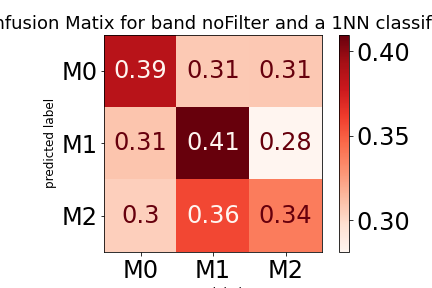 nfusion Matix for band noFilter and a 1NN classif
M0 0.39 0.31 0.31
M1 0.31 0.41 0.28
M2 0.3 0.36 0.34
M0 M1 M2
predicted label
0.40
0.35
0.30